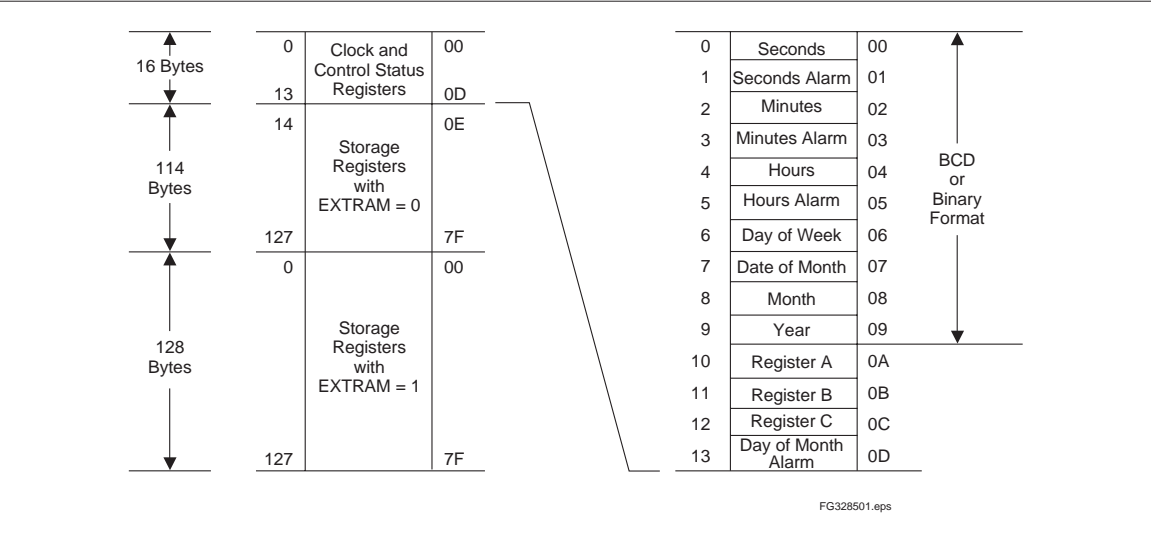 16 Bytes
114
Bytes
128
Bytes
0
13
Clock and
Control Status
Registers
00
0D
14
127
Storage
Registers
with
EXTRAM = 0
0E
7F
0
127
Storage
Registers
with
EXTRAM = 1
00
7F
0 Seconds 00
1 Seconds Alarm 01
2 Minutes 02
3 Minutes Alarm 03
4 Hours 04
5 Hours Alarm 05
6 Day of Week 06
7 Date of Month 07
8 Month 08
9 Year 09
10 Register A 0A
11 Register B 0B
12 Register C 0C
13 Day of Month
Alarm 0D
BCD
or
Binary
Format
FG328501.eps